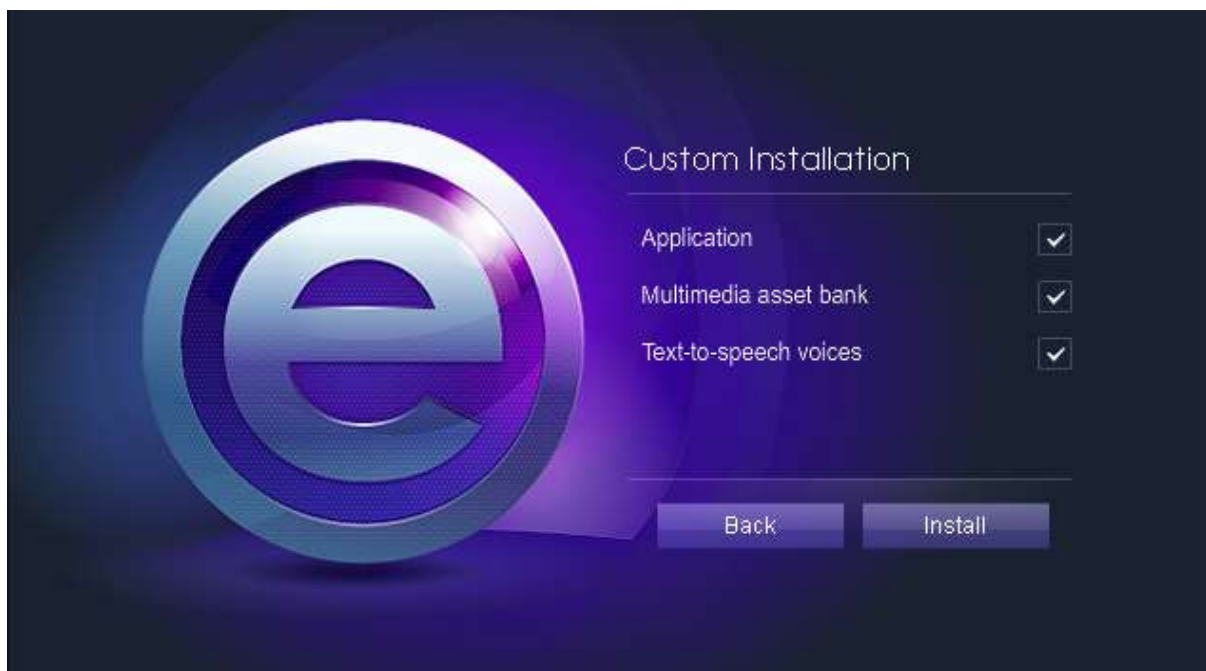 e
Custom Installation
Application
Multimedia asset bank
Text-to-speech voices
Back
Install